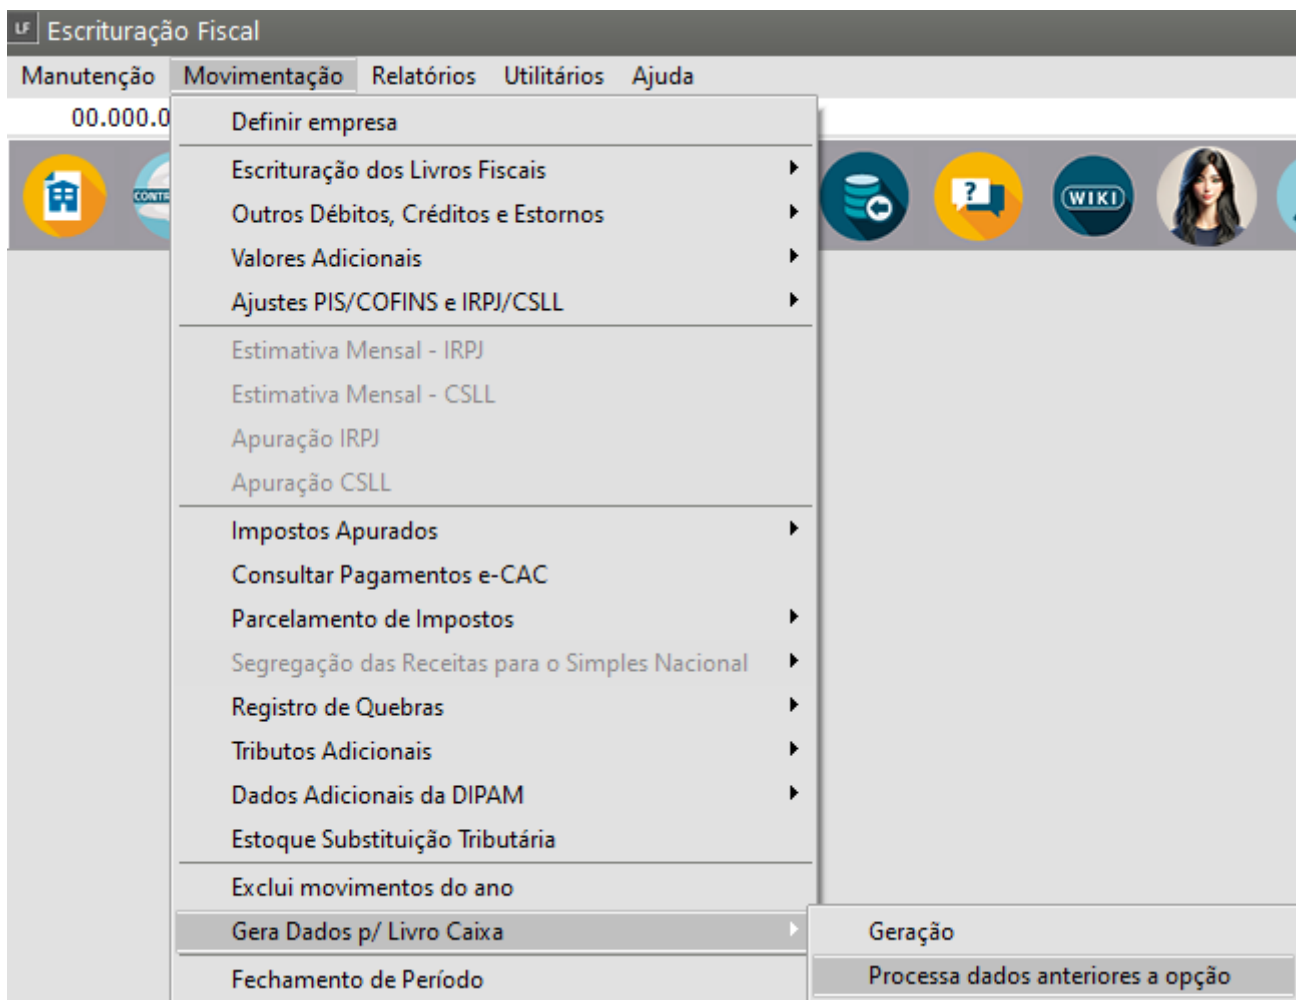 LF Escrituração Fiscal
Manutenção Movimentação Relatórios Utilitários Ajuda
00.000.0
Definir empresa
Escrituração dos Livros Fiscais
CONTR
?
WIKI
Outros Débitos, Créditos e Estornos
Valores Adicionais
Ajustes PIS/COFINS e IRPJ/CSLL
Estimativa Mensal - IRPJ
Estimativa Mensal - CSLL
Apuração IRPJ
Apuração CSLL
Impostos Apurados
Consultar Pagamentos e-CAC
Parcelamento de Impostos
Segregação das Receitas para o Simples Nacional
Registro de Quebras
Tributos Adicionais
Dados Adicionais da DIPAM
Estoque Substituição Tributária
Exclui movimentos do ano
Gera Dados p/ Livro Caixa
Geração
Fechamento de Período
Processa dados anteriores a opção